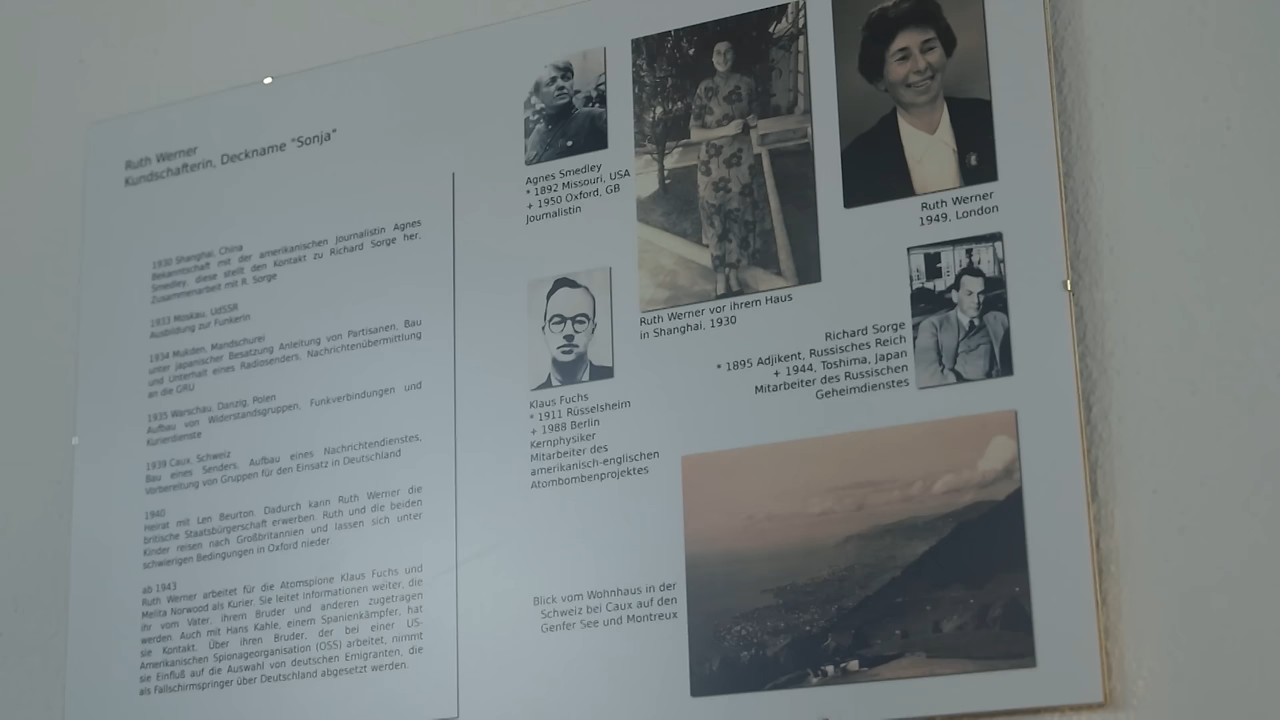 Ruth Werner
Kundschafterin, Deckname "Sonja"
1930 Shanghai, China
Bekanntschaft mit der amerikanischen Journalistin Agnes
Smedley, diese stellt den Kontakt zu Richard Sorge her.
Zusammenarbeit mit R. Sorge
1933 Moskau, UdSSR
Ausbildung zur Funkerin
1934 Mukden, Mandschurei
unter japanischer Besatzung Anleitung von Partisanen, Bau
und Unterhalt eines Radiosenders, Nachrichtenübermittlung
an die GRU
1935 Warschau, Danzig, Polen
Aufbau von Widerstandsgruppen, Funkverbindungen und
Kurierdienste
1939 Caux, Schweiz
Bau eines Senders, Aufbau eines Nachrichtendienstes,
Vorbereitung von Gruppen für den Einsatz in Deutschland
1940
Heirat mit Len Beurton. Dadurch kann Ruth Werner die
britische Staatsbürgerschaft erwerben. Ruth und die beiden
Kinder reisen nach Großbritannien und lassen sich unter
schwierigen Bedingungen in Oxford nieder.
ab 1943
Ruth Werner arbeitet für die Atomspione Klaus Fuchs und
Melita Norwood als Kurier. Sie leitet Informationen weiter, die
ihr vom Vater, ihrem Bruder und anderen zugetragen
werden. Auch mit Hans Kahle, einem Spanienkämpfer, hat
sie Kontakt. Über ihren Bruder, der bei einer US-
Amerikanischen Spionageorganisation (OSS) arbeitet, nimmt
sie Einfluß auf die Auswahl von deutschen Emigranten, die
als Fallschirmspringer über Deutschland abgesetzt werden.
Agnes Smedley
* 1892 Missouri, USA
+ 1950 Oxford, GB
Journalistin
Klaus Fuchs
* 1911 Rüsselsheim
+ 1988 Berlin
Kernphysiker
Mitarbeiter des
amerikanisch-englischen
Atombombenprojektes
Ruth Werner vor ihrem Haus
in Shanghai, 1930
Ruth Werner
1949, London
Richard Sorge
* 1895 Adjikent, Russisches Reich
+ 1944, Toshima, Japan
Mitarbeiter des Russischen
Geheimdienstes
Blick vom Wohnhaus in der
Schweiz bei Caux auf den
Genfer See und Montreux